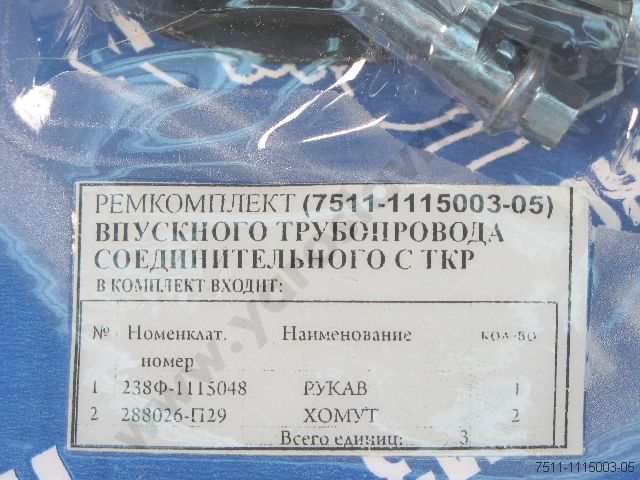 РЕМКОМПЛЕКТ (7511-1115003-05)
ВПУСКНОГО ТРУБОПРОВОДА
СОЕДИНИТЕЛЬНОГО С ТКР
В КОМПЛЕКТ ВХОДИТ:
№ Номенклат. номер Наименование КОЛ-ВО
1 238Ф-1115048 РУКАВ 1
2 288026-П29 ХОМУТ 2
Всего единиц: 3
7511-1115003-05